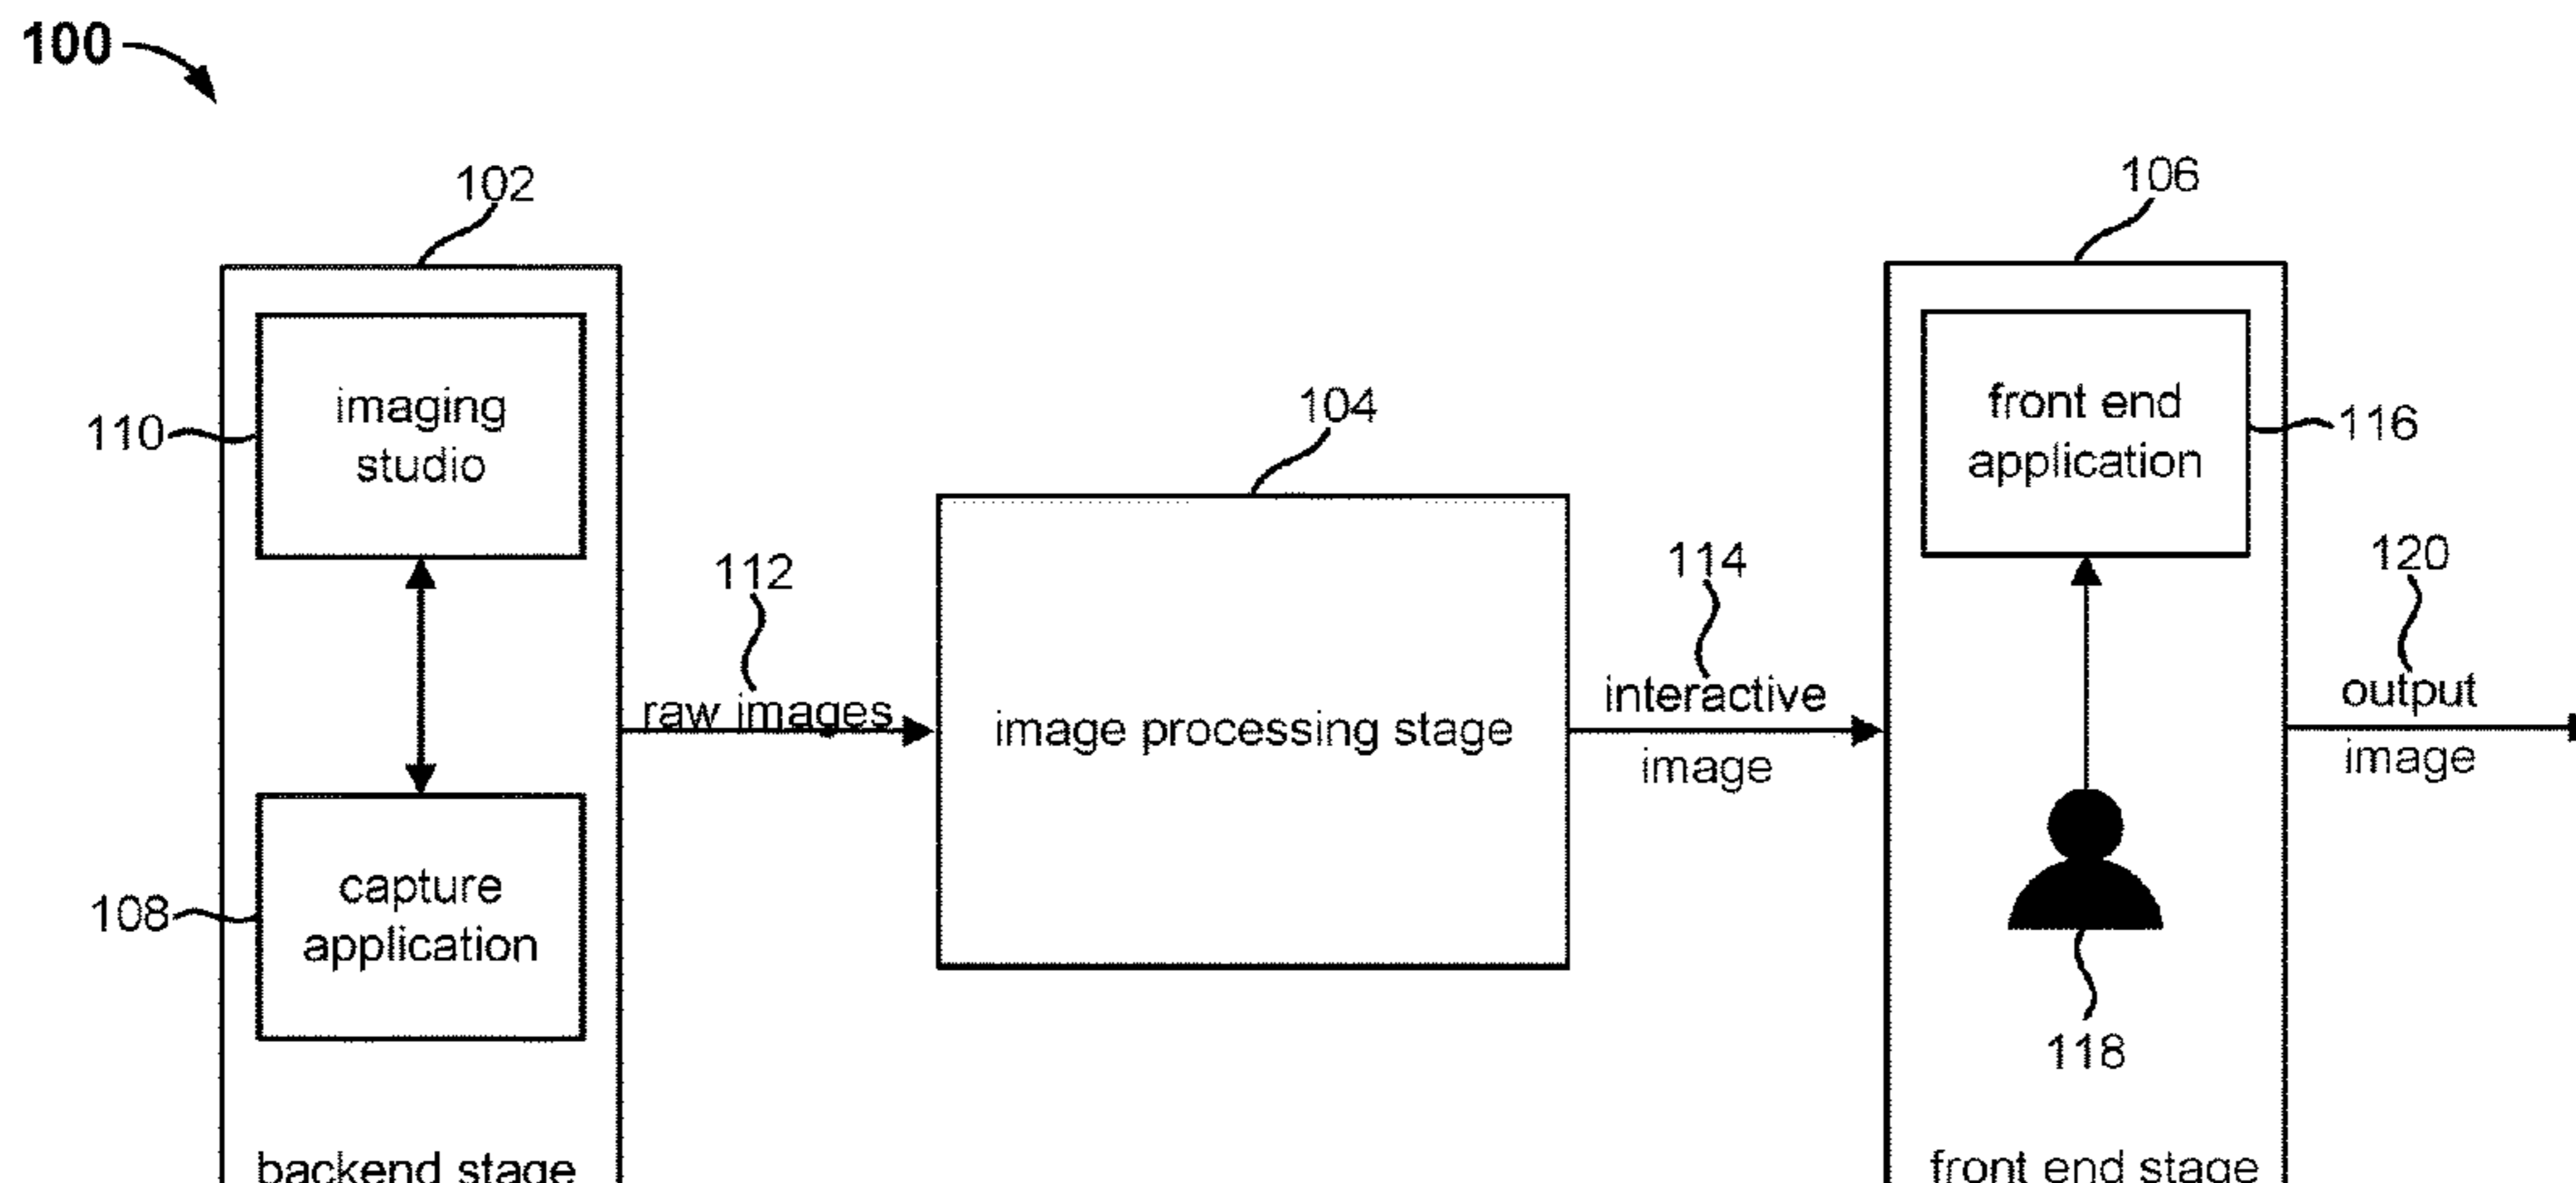 100
102
106
imaging
studio
110
front end
application
116
104
112
114
120
raw images
image processing stage
interactive
image
output
image
capture
application
108
118
backend stage
front end stage